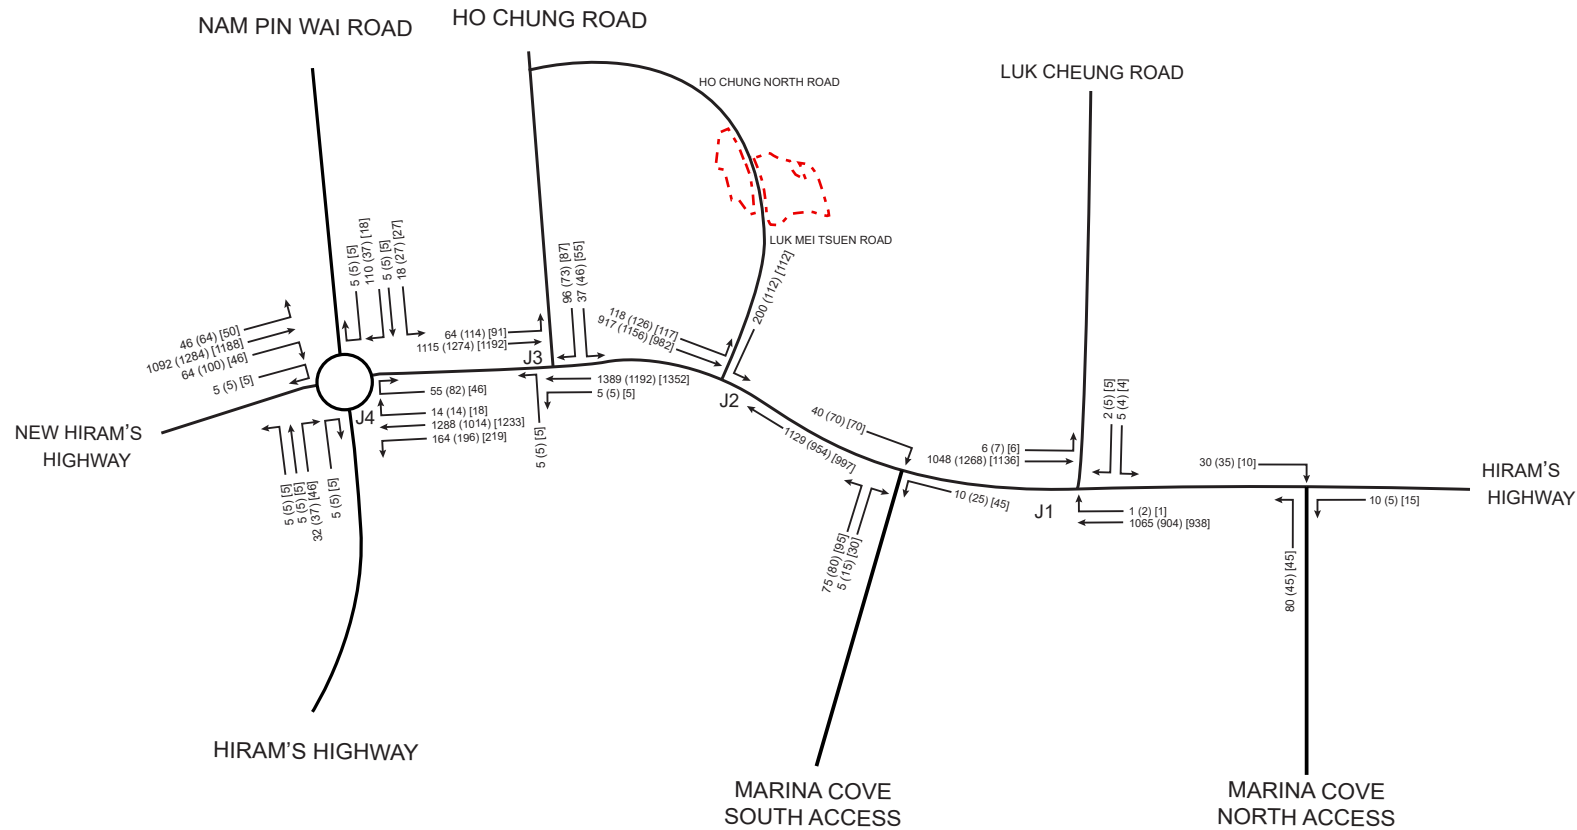 NAM PIN WAI ROAD
HO CHUNG ROAD
LUK CHEUNG ROAD
HO CHUNG NORTH ROAD
LUK MEI TSUEN ROAD
5 (5) [5]
110 (37) [18]
5 (5) [5]
18 (27) [27]
46 (64) [50]
1092 (1284) [1188]
64 (100) [46]
5 (5) [5]
64 (114) [91]
1115 (1274) [1192]
J3
96 (73) [87]
37 (46) [55]
118 (126) [117]
917 (1156) [982]
200 (112) [112]
J2
1389 (1192) [1352]
5 (5) [5]
5 (5) [5]
J4
55 (82) [46]
14 (14) [18]
1288 (1014) [1233]
164 (196) [219]
5 (5) [5]
5 (5) [5]
32 (37) [46]
5 (5) [5]
NEW HIRAM'S
HIGHWAY
HIRAM'S HIGHWAY
40 (70) [70]
1129 (954) [997]
75 (80) [95]
5 (15) [30]
10 (25) [45]
6 (7) [6]
1048 (1268) [1136]
2 (5) [5]
5 (4) [4]
J1
1 (2) [1]
1065 (904) [938]
30 (35) [10]
10 (5) [15]
80 (45) [45]
HIRAM'S
HIGHWAY
MARINA COVE
SOUTH ACCESS
MARINA COVE
NORTH ACCESS